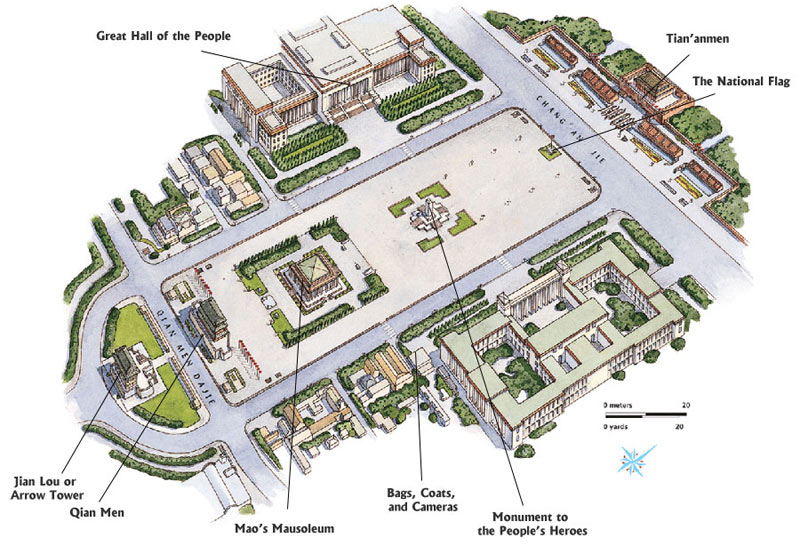 Great Hall of the People
Tian'anmen
The National Flag
CHANG'AN JIE
QIAN MEN DAJIE
0 meters 20
0 yards 20
Jian Lou or
Arrow Tower
Qian Men
Mao's Mausoleum
Bags, Coats,
and Cameras
Monument to
the People's Heroes